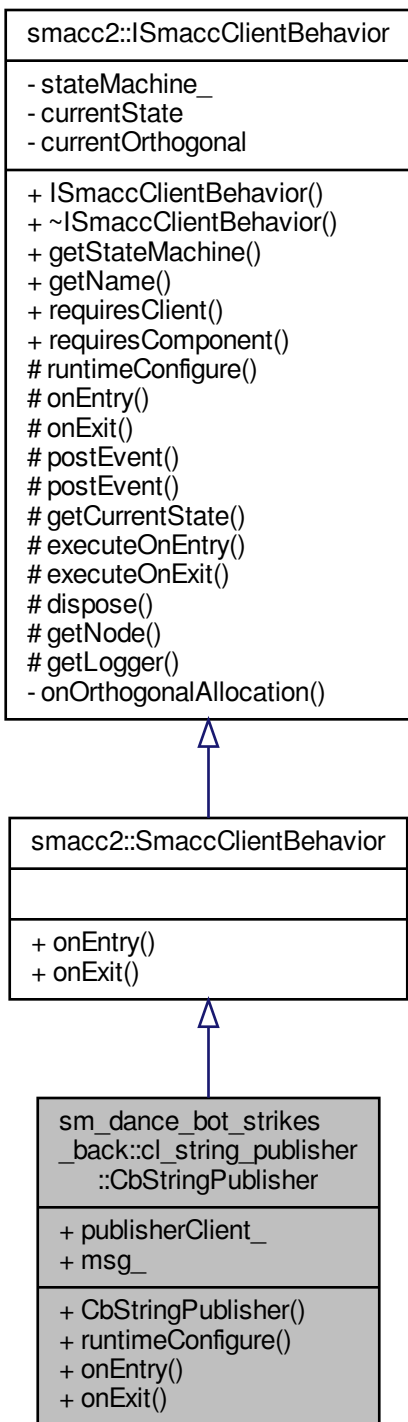 smacc2::ISmaccClientBehavior
- stateMachine_
- currentState
- currentOrthogonal
+ ISmaccClientBehavior()
+ ~ISmaccClientBehavior()
+ getStateMachine()
+ getName()
+ requiresClient()
+ requiresComponent()
# runtimeConfigure()
# onEntry()
# onExit()
# postEvent()
# postEvent()
# getCurrentState()
# executeOnEntry()
# executeOnExit()
# dispose()
# getNode()
# getLogger()
- onOrthogonalAllocation()
smacc2::SmaccClientBehavior
+ onEntry()
+ onExit()
sm_dance_bot_strikes
_back::cl_string_publisher
::CbStringPublisher
+ publisherClient_
+ msg_
+ CbStringPublisher()
+ runtimeConfigure()
+ onEntry()
+ onExit()